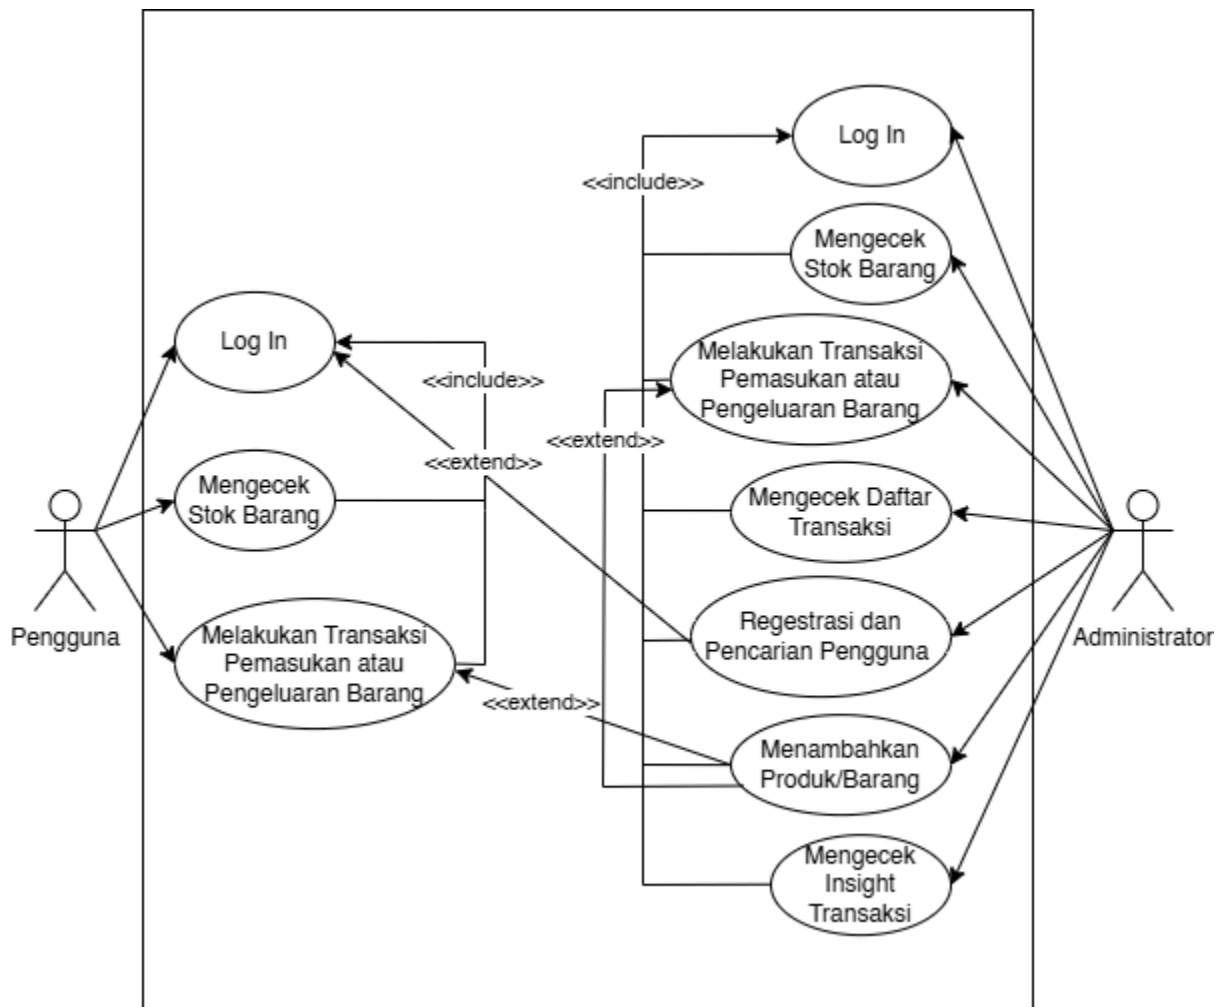 Log In
<<include>>
Mengecek
Stok Barang
Log In
Melakukan Transaksi
Pemasukan atau
Pengeluaran Barang
<<include>>
<<extend>>
<<extend>>
Mengecek
Stok Barang
Mengecek Daftar
Transaksi
Pengguna
Melakukan Transaksi
Pemasukan atau
Pengeluaran Barang
Regestrasi dan
Pencarian Pengguna
Administrator
<<extend>>
Menambahkan
Produk/Barang
Mengecek
Insight
Transaksi